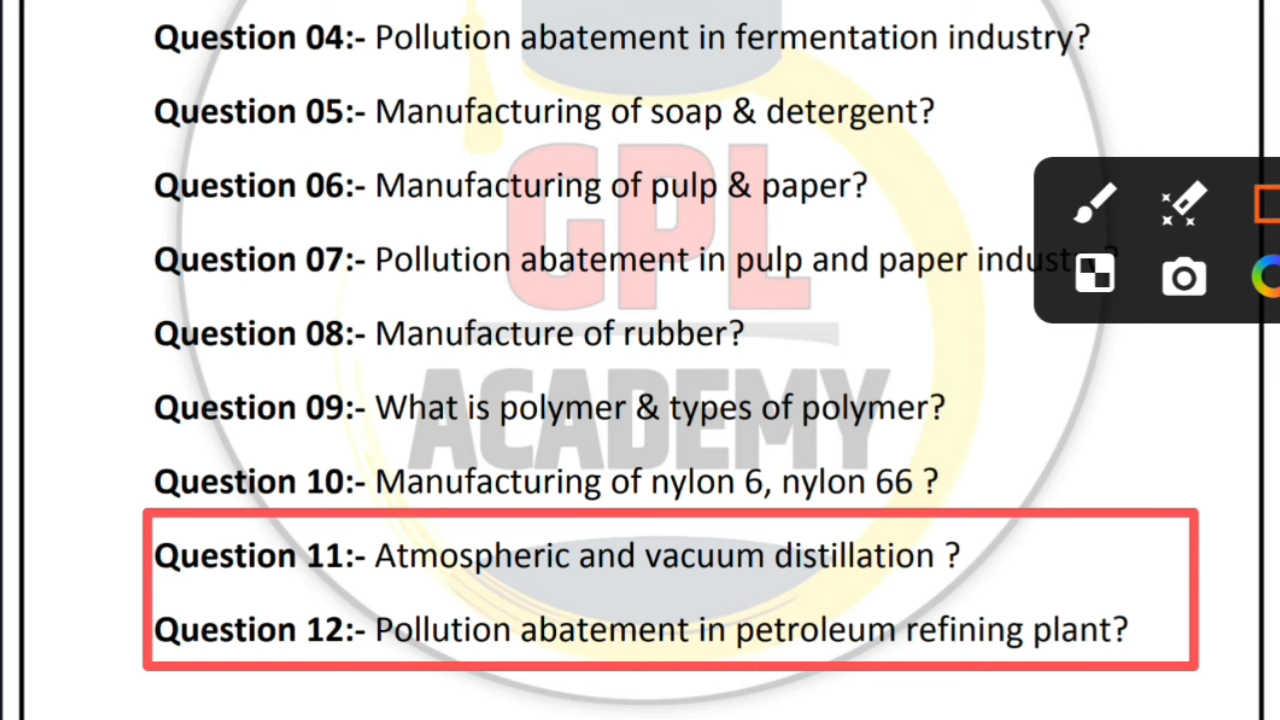 Question 04:- Pollution abatement in fermentation industry?
Question 05:- Manufacturing of soap & detergent?
Question 06:- Manufacturing of pulp & paper?
Question 07:- Pollution abatement in pulp and paper industry?
Question 08:- Manufacture of rubber?
Question 09:- What is polymer & types of polymer?
Question 10:- Manufacturing of nylon 6, nylon 66 ?
Question 11:- Atmospheric and vacuum distillation ?
Question 12:- Pollution abatement in petroleum refining plant?
GPL
ACADEMY